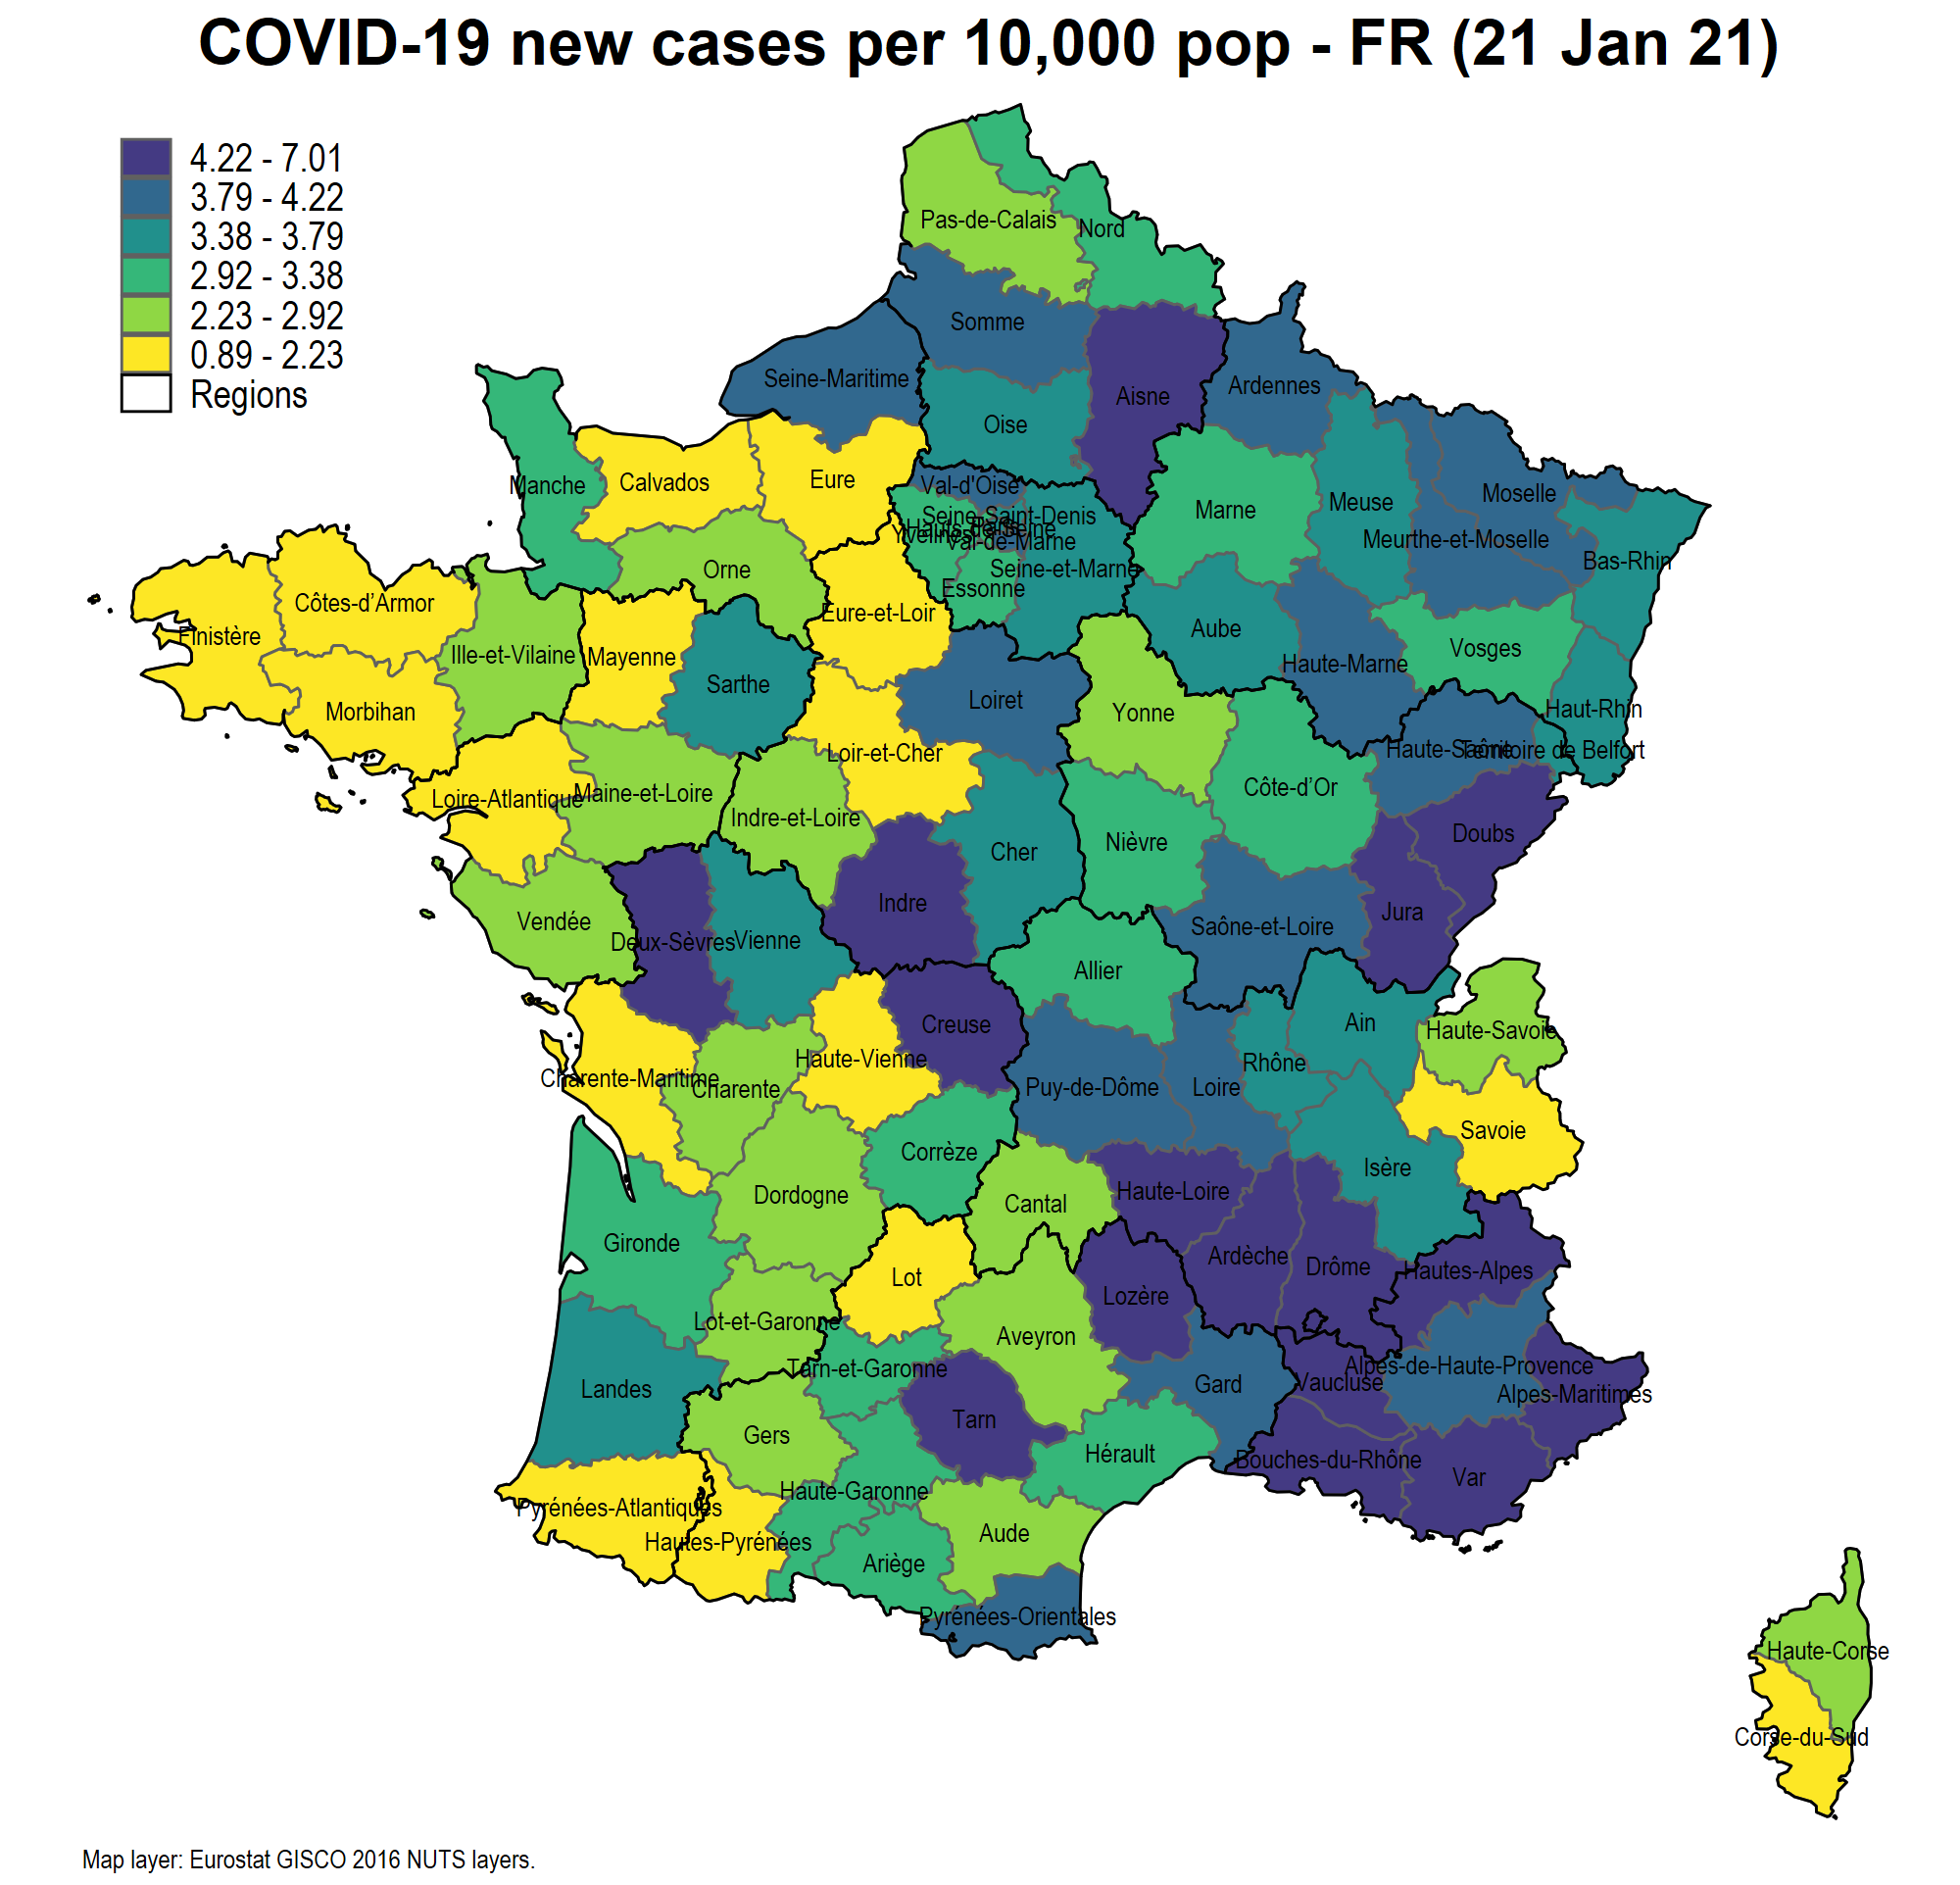 COVID-19 new cases per 10,000 pop - FR (21 Jan 21)
4.22 - 7.01
3.79 - 4.22
3.38 - 3.79
2.92 - 3.38
2.23 - 2.92
0.89 - 2.23
Regions
Pas-de-Calais
Nord
Somme
Seine-Maritime
Ardennes
Aisne
Oise
Eure
Calvados
Manche
Val-d'Oise
Moselle
Meuse
Marne
Seine-Saint-Denis
Paris
Hauts-de-Seine
Yvelines
Val-de-Marne
Meurthe-et-Moselle
Bas-Rhin
Seine-et-Marne
Orne
Essonne
Côtes-d’Armor
Eure-et-Loir
Aube
Finistère
Vosges
Ille-et-Vilaine
Mayenne
Haute-Marne
Sarthe
Loiret
Haut-Rhin
Morbihan
Yonne
Haute-Saône
Territoire de Belfort
Loir-et-Cher
Côte-d’Or
Maine-et-Loire
Loire-Atlantique
Indre-et-Loire
Doubs
Nièvre
Cher
Indre
Jura
Vendée
Saône-et-Loire
Deux-Sèvres
Vienne
Allier
Ain
Creuse
Haute-Savoie
Haute-Vienne
Rhône
Charente-Maritime
Charente
Puy-de-Dôme
Loire
Savoie
Corrèze
Isère
Haute-Loire
Dordogne
Cantal
Gironde
Ardèche
Drôme
Hautes-Alpes
Lot
Lozère
Lot-et-Garonne
Aveyron
Alpes-de-Haute-Provence
Tarn-et-Garonne
Vaucluse
Gard
Landes
Alpes-Maritimes
Tarn
Gers
Hérault
Bouches-du-Rhône
Var
Haute-Garonne
Pyrénées-Atlantiques
Aude
Hautes-Pyrénées
Ariège
Pyrénées-Orientales
Haute-Corse
Corse-du-Sud
Map layer: Eurostat GISCO 2016 NUTS layers.